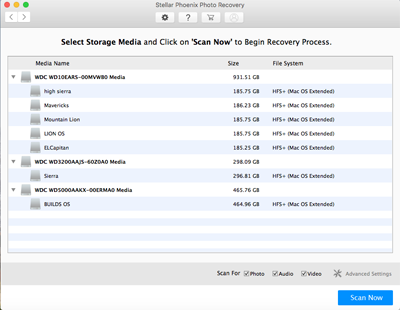 Stellar Phoenix Photo Recovery
Select Storage Media and Click on 'Scan Now' to Begin Recovery Process.
Media Name Size File System
WDC WD10EARS-00MVWB0 Media 931.51 GB
high sierra 185.75 GB HFS+ (Mac OS Extended)
Mavericks 186.23 GB HFS+ (Mac OS Extended)
Mountain Lion 185.75 GB HFS+ (Mac OS Extended)
LION OS 185.75 GB HFS+ (Mac OS Extended)
ELCapitan 185.25 GB HFS+ (Mac OS Extended)
WDC WD3200AAJS-60Z0A0 Media 298.09 GB
Sierra 296.81 GB HFS+ (Mac OS Extended)
WDC WD5000AAKX-00ERMA0 Media 465.76 GB
BUILDS OS 464.96 GB HFS+ (Mac OS Extended)
Scan For Photo Audio Video Advanced Settings
Scan Now